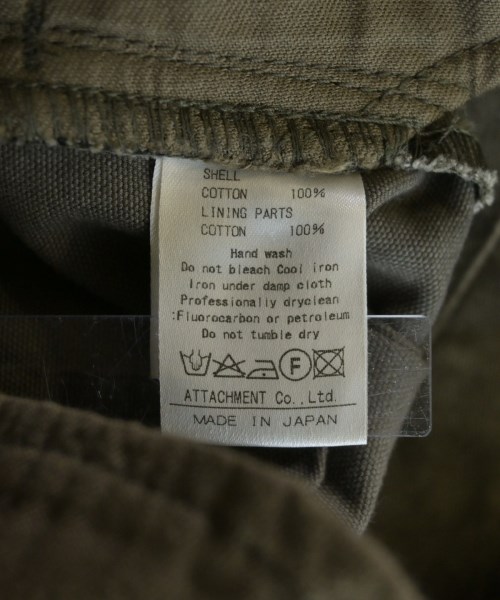 SHELL
COTTON 100%
LINING PARTS
COTTON 100%
Hand wash
Do not bleach Cool iron
Iron under damp cloth
Professionally dryclean
:Fluorocarbon or petroleum
Do not tumble dry
F
ATTACHMENT Co.,Ltd.
MADE IN JAPAN